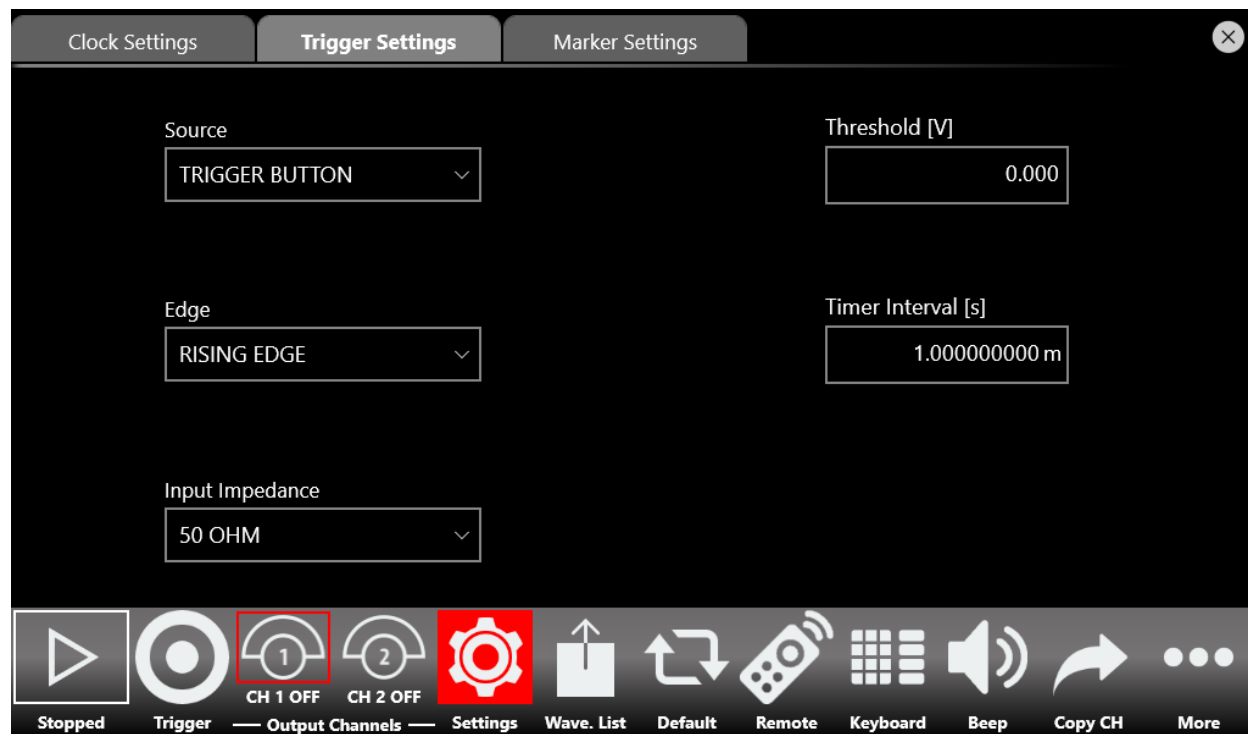 Clock Settings
Trigger Settings
Marker Settings
Source
TRIGGER BUTTON
Threshold [V]
0.000
Edge
RISING EDGE
Timer Interval [s]
1.000000000 m
Input Impedance
50 OHM
1
2
CH 1 OFF
CH 2 OFF
Stopped
Trigger
Output Channels
Settings
Wave. List
Default
Remote
Keyboard
Beep
Copy CH
More